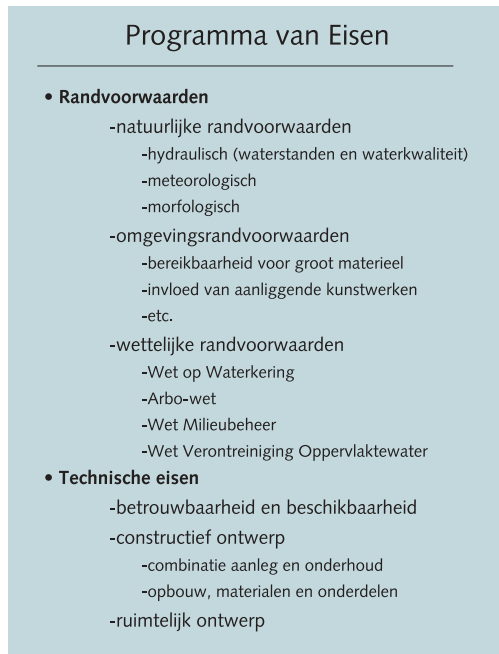 Programma van Eisen
• Randvoorwaarden
-natuurlijke randvoorwaarden
-hydraulisch (waterstanden en waterkwaliteit)
-meteorologisch
-morfologisch
-omgevingsrandvoorwaarden
-bereikbaarheid voor groot materieel
-invloed van aanliggende kunstwerken
-etc.
-wettelijke randvoorwaarden
-Wet op Waterkering
-Arbo-wet
-Wet Milieubeheer
-Wet Verontreiniging Oppervlaktewater
• Technische eisen
-betrouwbaarheid en beschikbaarheid
-constructief ontwerp
-combinatie aanleg en onderhoud
-opbouw, materialen en onderdelen
-ruimtelijk ontwerp